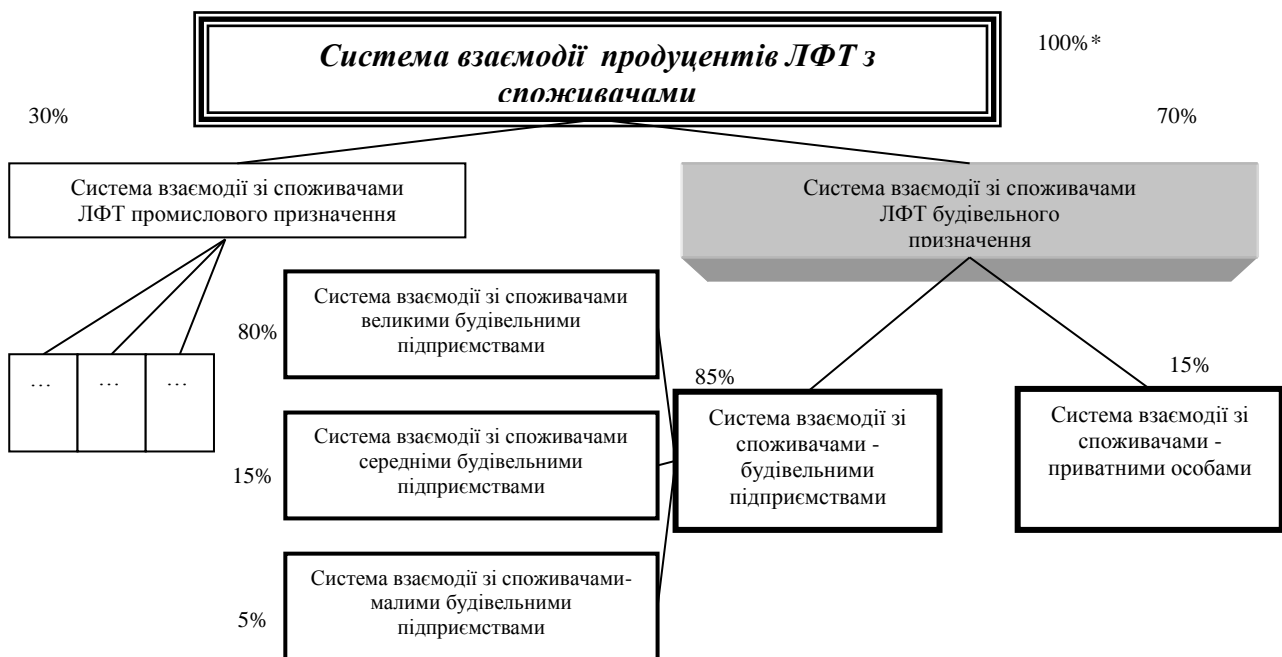 Система взаємодії продуцентів ЛФТ з
споживачами
100%*
30%
70%
Система взаємодії зі споживачами
ЛФТ промислового призначення
Система взаємодії зі споживачами
ЛФТ будівельного
призначення
…
…
…
80%
Система взаємодії зі споживачами
великими будівельними
підприємствами
15%
Система взаємодії зі споживачами
середніми будівельними
підприємствами
5%
Система взаємодії зі споживачами-
малими будівельними
підприємствами
85%
Система взаємодії зі
споживачами -
будівельними
підприємствами
15%
Система взаємодії зі
споживачами -
приватними особами